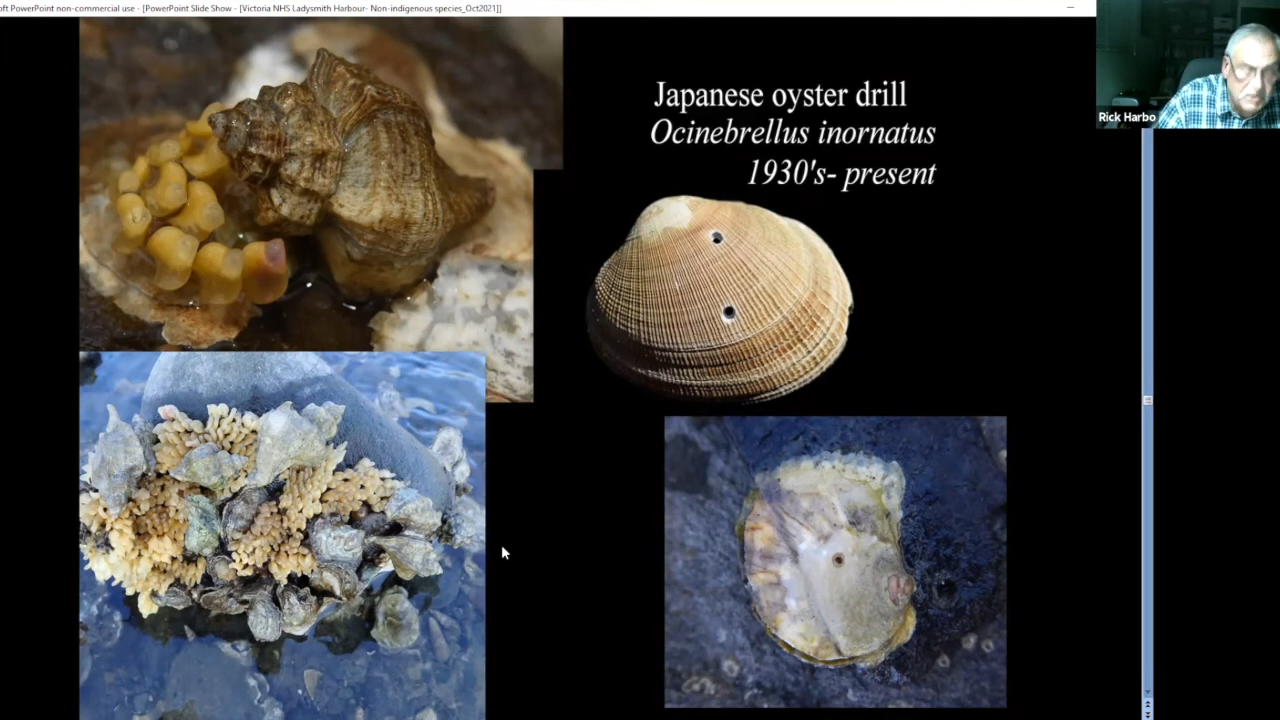 oft PowerPoint non-commercial use - [PowerPoint Slide Show - [Victoria NHS Ladysmith Harbour- Non-indigenous species_Oct2021]]
Japanese oyster drill
Ocinebrellus inornatus
1930's- present
Rick Harbo